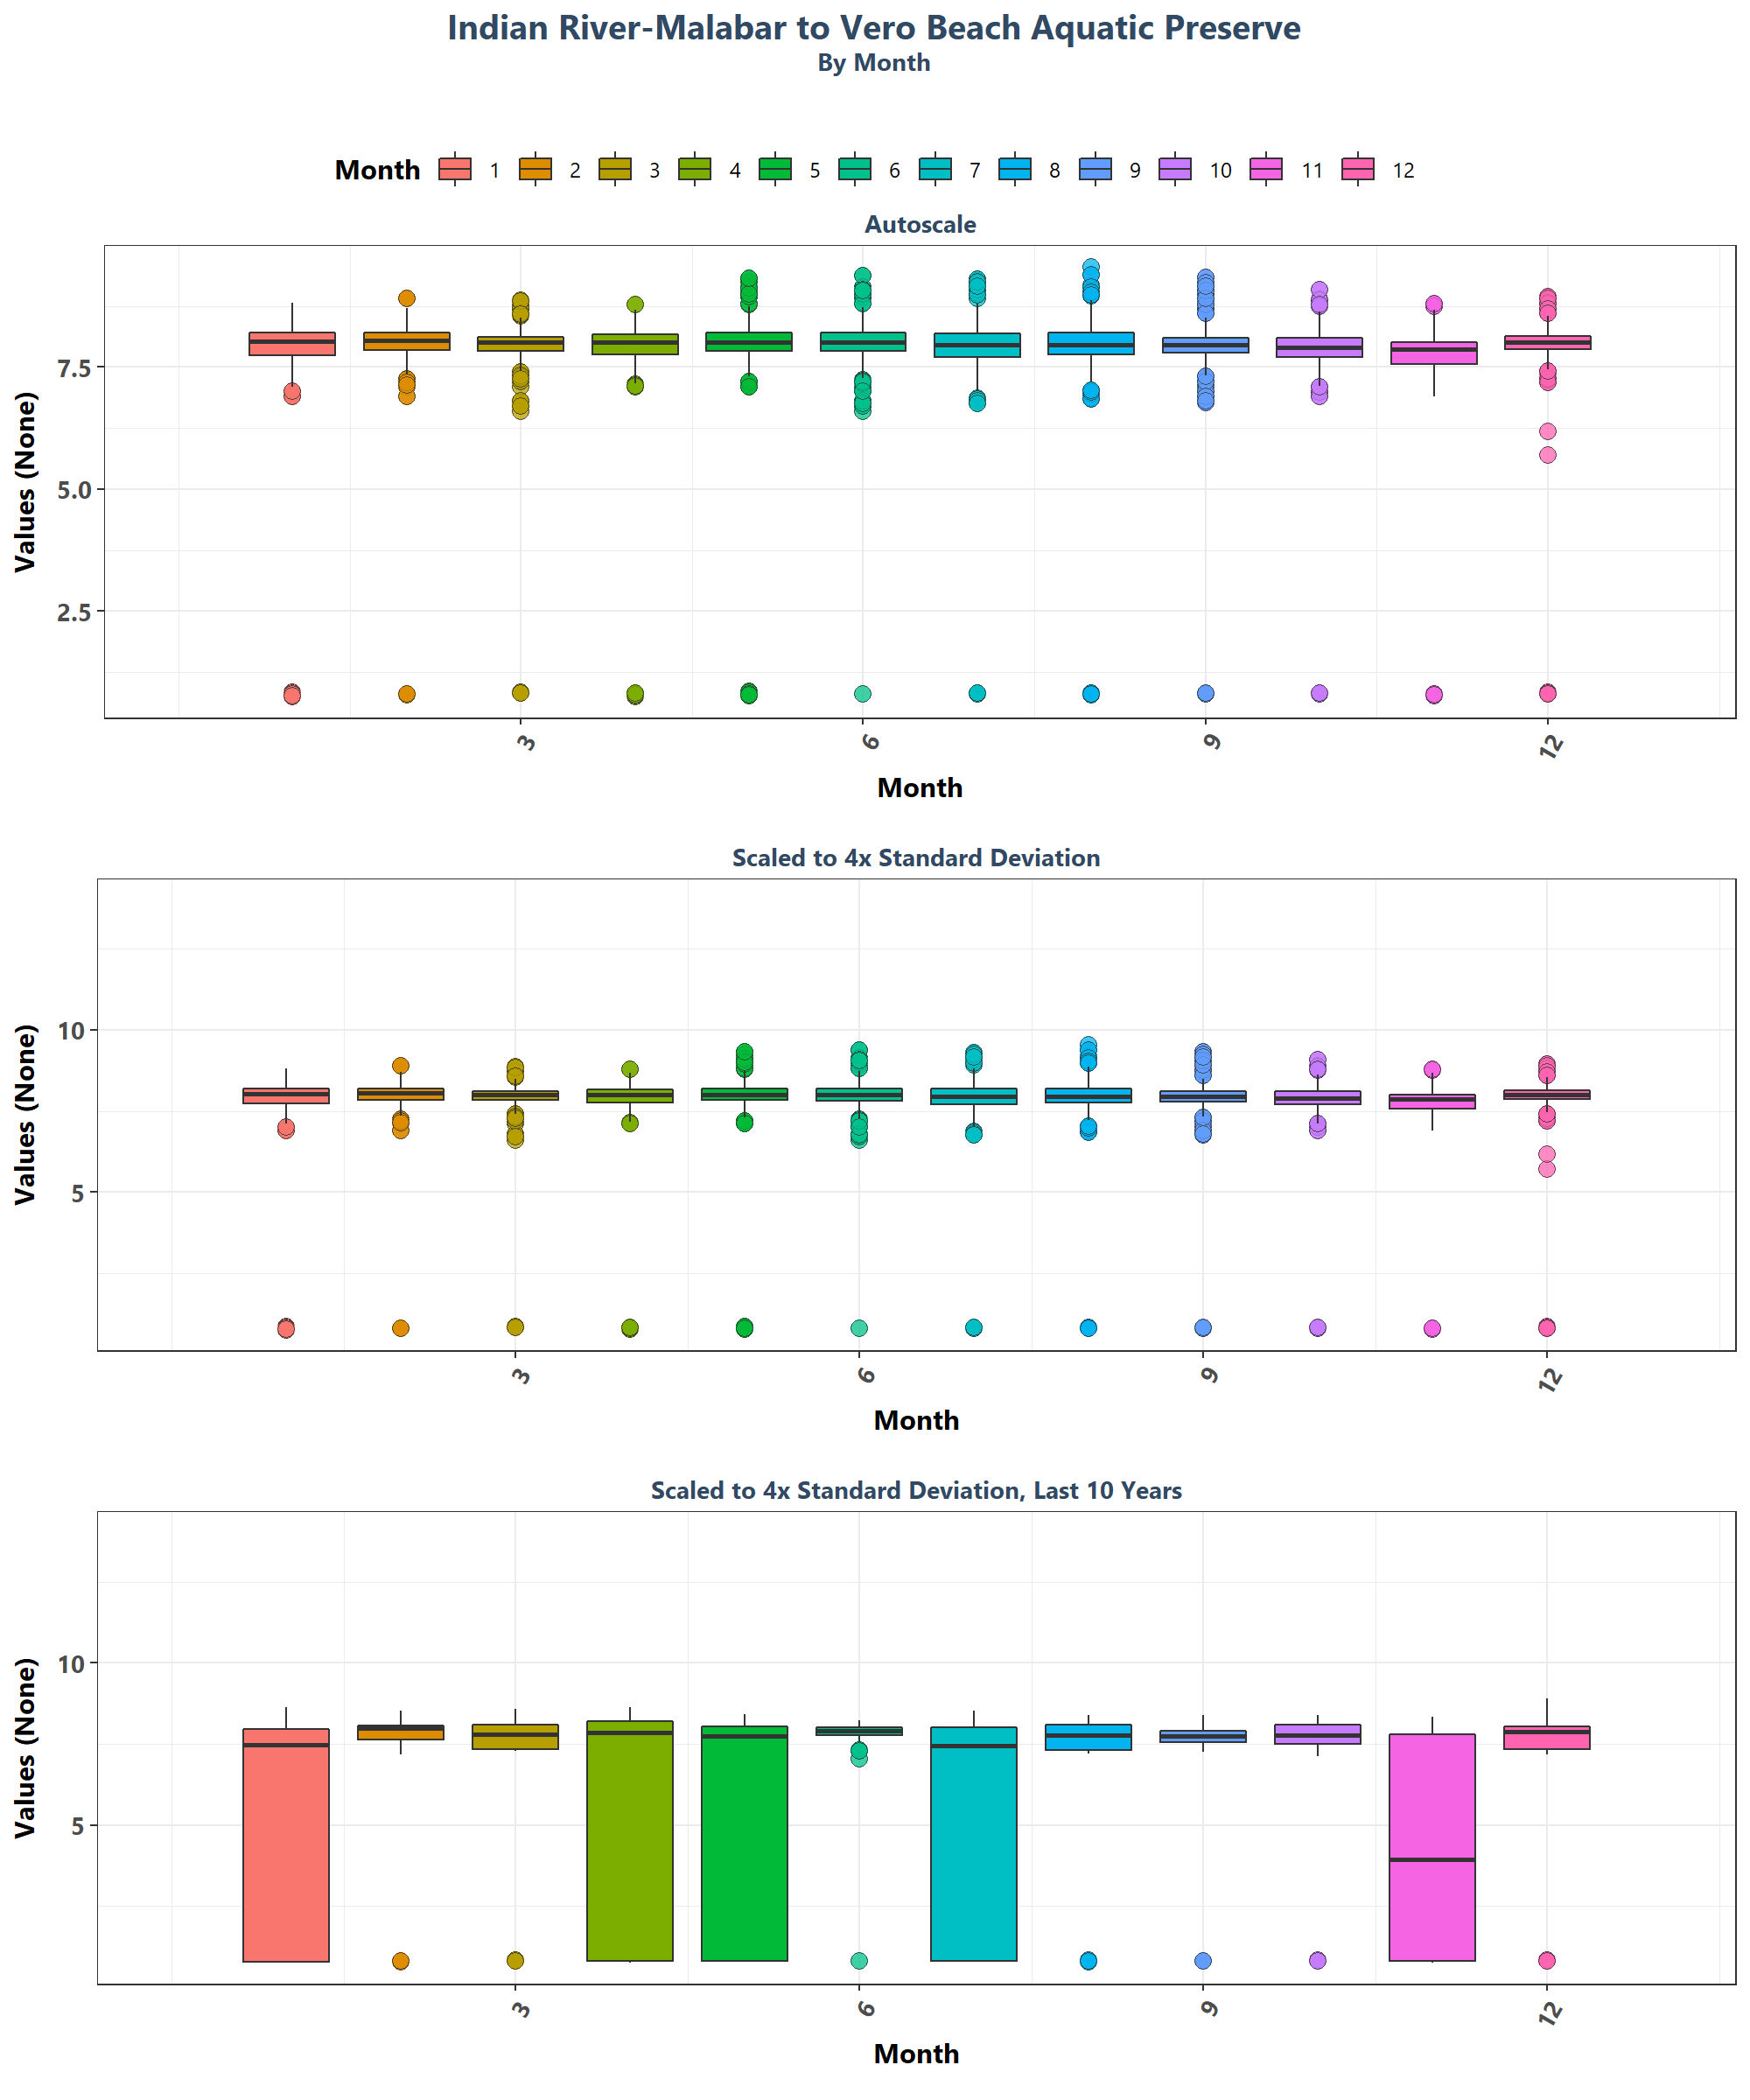 Indian River-Malabar to Vero Beach Aquatic Preserve
By Month
Month 1 2 3 4 5 6 7 8 9 10 11 12
Autoscale
Values (None)
7.5
5.0
2.5
3 6 9 12
Month
Scaled to 4x Standard Deviation
Values (None)
10
5
3 6 9 12
Month
Scaled to 4x Standard Deviation, Last 10 Years
Values (None)
10
5
3 6 9 12
Month